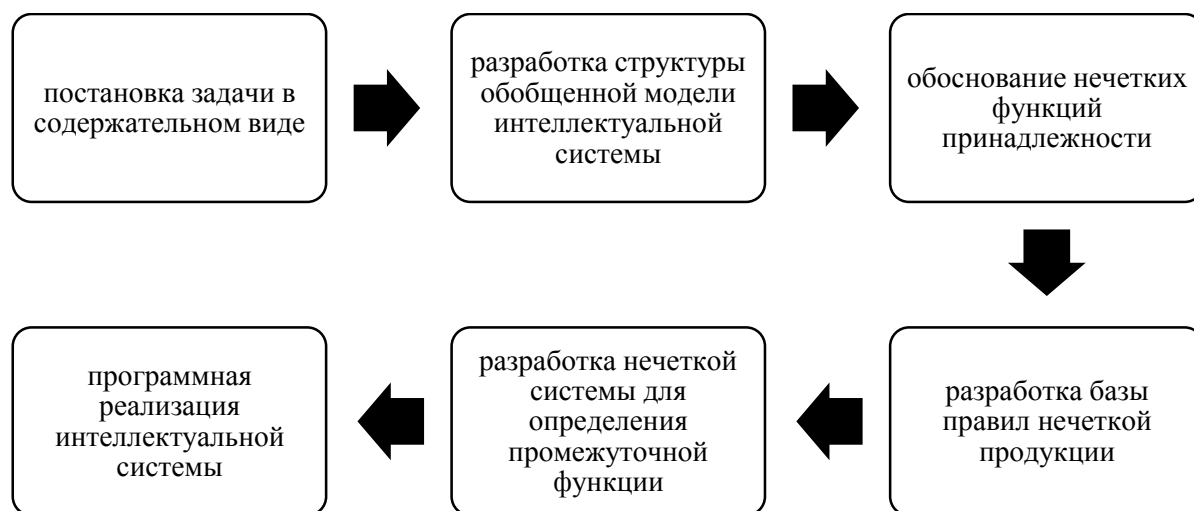 постановка задачи в
содержательном виде
разработка структуры
обобщенной модели
интеллектуальной
системы
обоснование нечетких
функций
принадлежности
разработка базы
правил нечеткой
продукции
разработка нечеткой
системы для
определения
промежуточной
функции
программная
реализация
интеллектуальной
системы